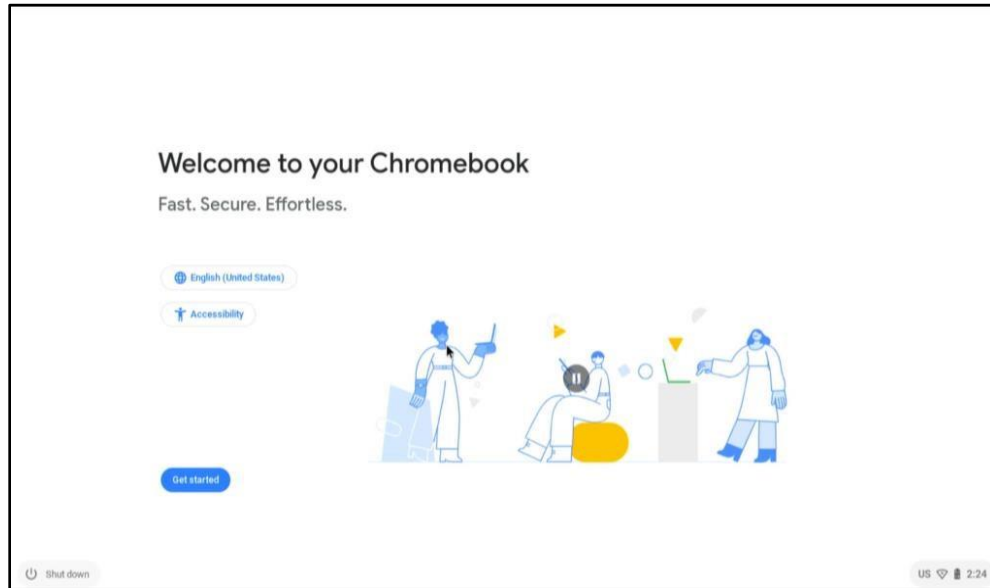 Welcome to your Chromebook
Fast. Secure. Effortless.
English (United States)
Accessibility
Get started
Shut down
US 2:24